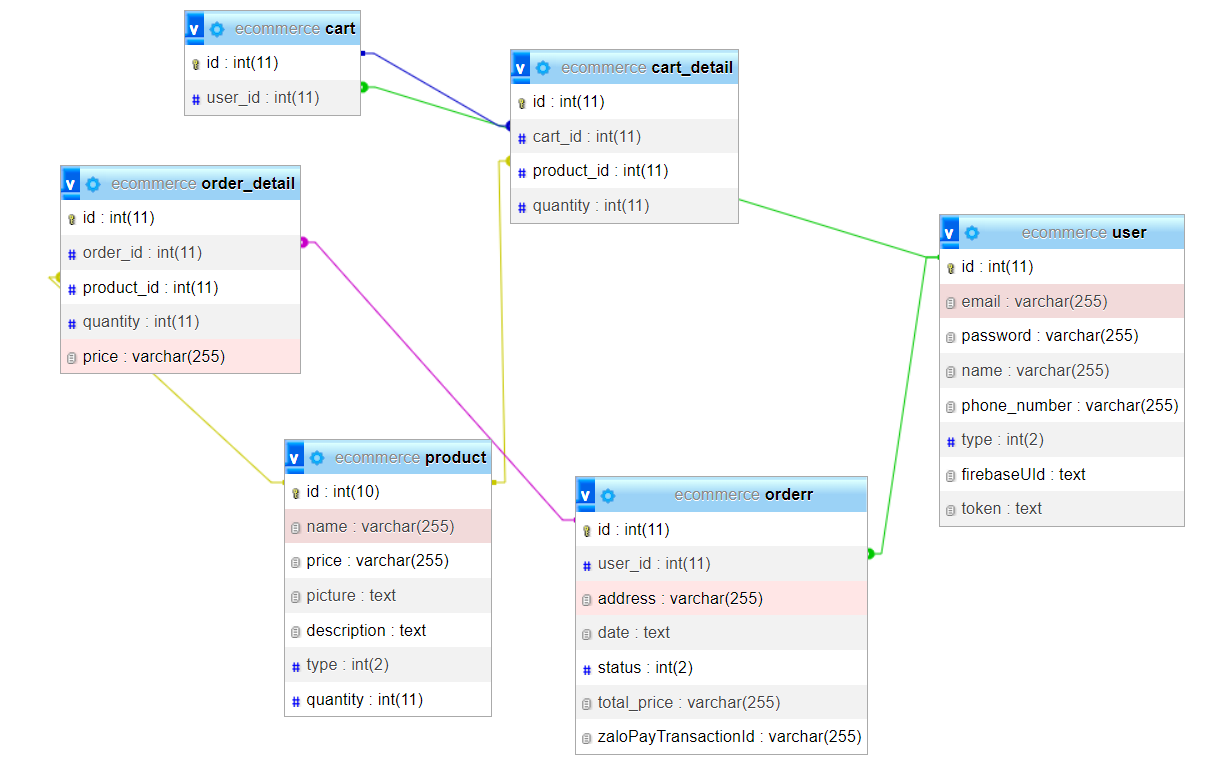 v ecommerce cart
id : int(11)
# user_id : int(11)
v ecommerce cart_detail
id : int(11)
# cart_id : int(11)
# product_id : int(11)
# quantity : int(11)
v ecommerce order_detail
id : int(11)
# order_id : int(11)
# product_id : int(11)
# quantity : int(11)
price : varchar(255)
v ecommerce user
id : int(11)
email : varchar(255)
password : varchar(255)
name : varchar(255)
phone_number : varchar(255)
# type : int(2)
firebaseUId : text
token : text
v ecommerce product
id : int(10)
name : varchar(255)
price : varchar(255)
picture : text
description : text
# type : int(2)
# quantity : int(11)
v ecommerce orderr
id : int(11)
# user_id : int(11)
address : varchar(255)
date : text
# status : int(2)
total_price : varchar(255)
zaloPayTransactionId : varchar(255)